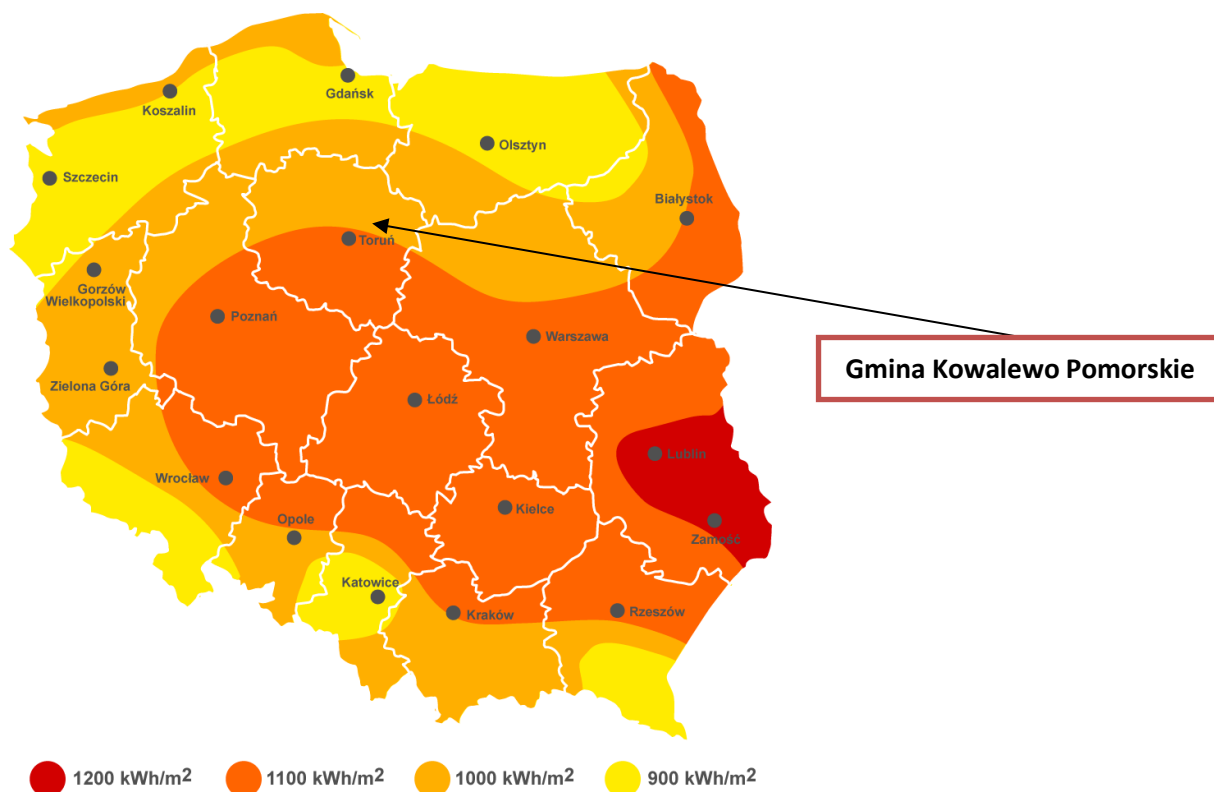 Gdańsk
Koszalin
Olsztyn
Szczecin
Białystok
Toruń
Gorzów
Wielkopolski
Poznań
Warszawa
Gmina Kowalewo Pomorskie
Zielona Góra
Łódź
Lublin
Wrocław
Kielce
Opole
Zamość
Katowice
Kraków
Rzeszów
1200 kWh/m²
1100 kWh/m²
1000 kWh/m²
900 kWh/m²